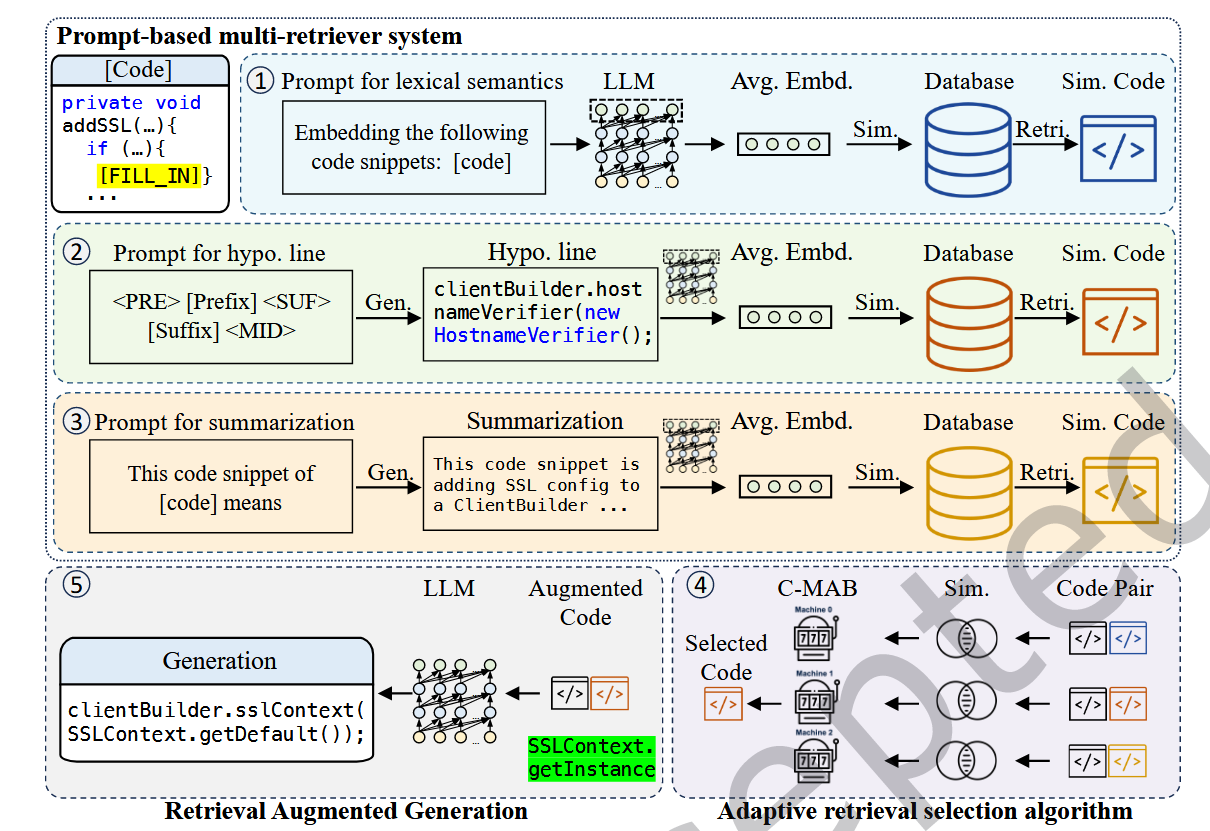 Prompt-based multi-retriever system
[Code]
private void
addSSL(…){
if (…){
[FILL_IN]}
...
① Prompt for lexical semantics
LLM
Avg. Embd.
Database
Sim. Code
Embedding the following
code snippets: [code]
Sim.
Retri.
</>
②
Prompt for hypo. line
Hypo. line
Avg. Embd.
Database
Sim. Code
<PRE> [Prefix] <SUF>
[Suffix] <MID>
Gen.
clientBuilder.host
nameVerifier(new
HostnameVerifier();
Sim.
Retri.
</>
③ Prompt for summarization
Summarization
Avg. Embd.
Database
Sim. Code
This code snippet of
[code] means
Gen.
This code snippet is
adding SSL config to
a ClientBuilder ...
Sim.
Retri.
</>
⑤
LLM
Augmented
Code
Generation
clientBuilder.sslContext(
SSLContext.getDefault());
</> </>
SSLContext.
getInstance
Retrieval Augmented Generation
④
C-MAB
Sim.
Code Pair
Selected
Code
</>
Machine 0
777
</> </>
Machine 1
777
</> </>
Machine 2
777
</> </>
Adaptive retrieval selection algorithm
epted